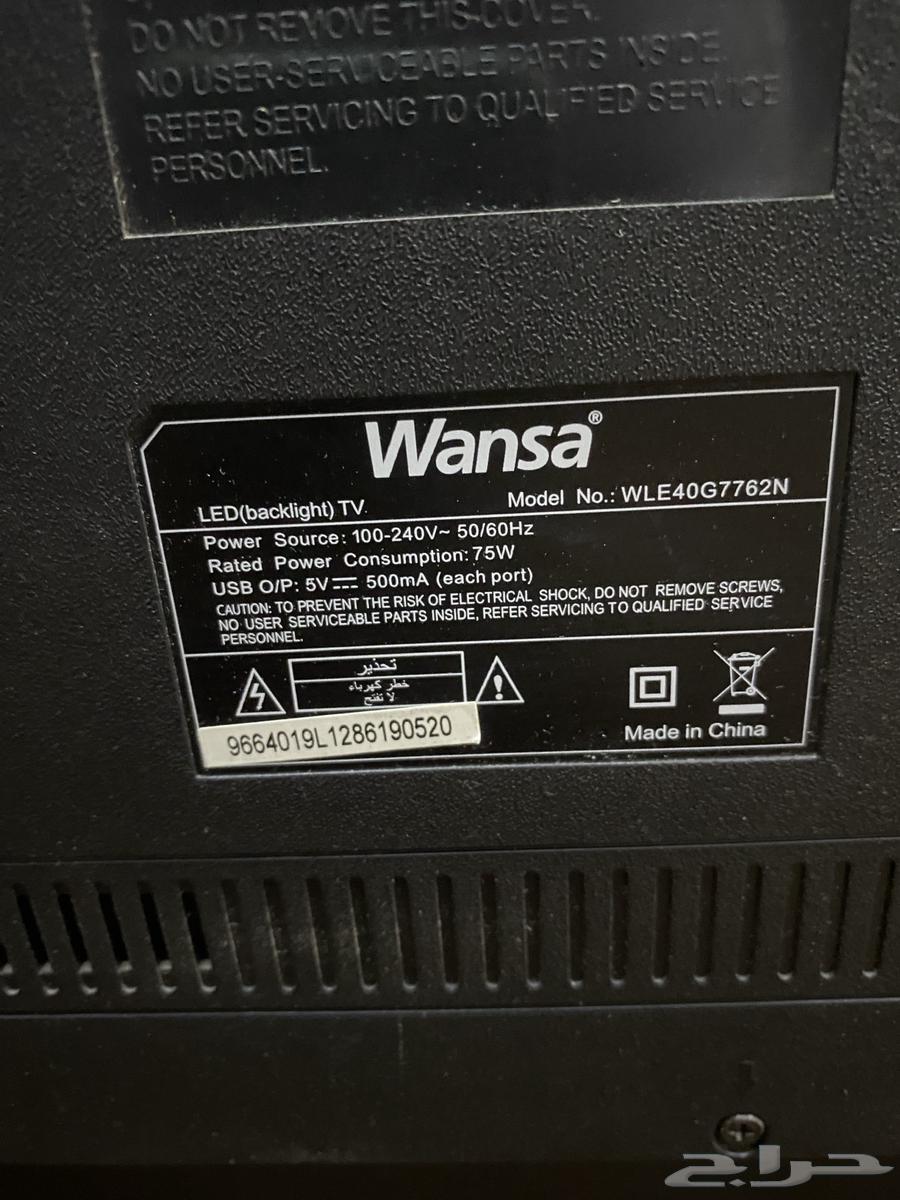 DO NOT REMOVE THIS COVER.
NO USER-SERVICEABLE PARTS INSIDE.
REFER SERVICING TO QUALIFIED SERVICE
PERSONNEL.
Wansa®
LED(backlight) TV. Model No.: WLE40G7762N
Power Source: 100-240V~ 50/60Hz
Rated Power Consumption: 75W
USB O/P: 5V⎓ 500mA (each port)
CAUTION: TO PREVENT THE RISK OF ELECTRICAL SHOCK, DO NOT REMOVE SCREWS,
NO USER SERVICEABLE PARTS INSIDE, REFER SERVICING TO QUALIFIED SERVICE
PERSONNEL.
تحذير
خطر كهرباء
لا تفتح
9664019L1286190520
Made in China
حراج